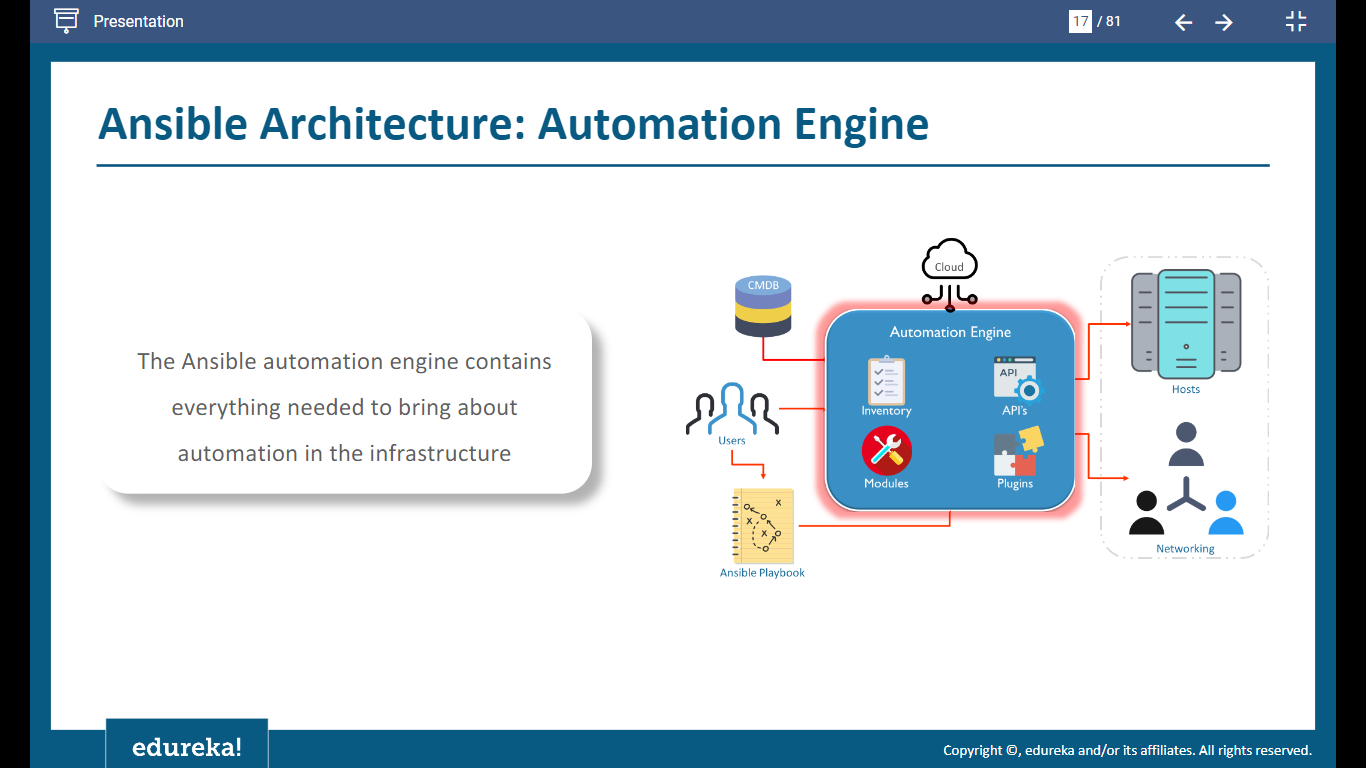 Presentation
17 / 81
Ansible Architecture: Automation Engine
The Ansible automation engine contains
everything needed to bring about
automation in the infrastructure
Cloud
CMDB
Automation Engine
API
Inventory
API's
Modules
Plugins
Users
x
x
x
Ansible Playbook
Hosts
Networking
edureka!
Copyright ©, edureka and/or its affiliates. All rights reserved.